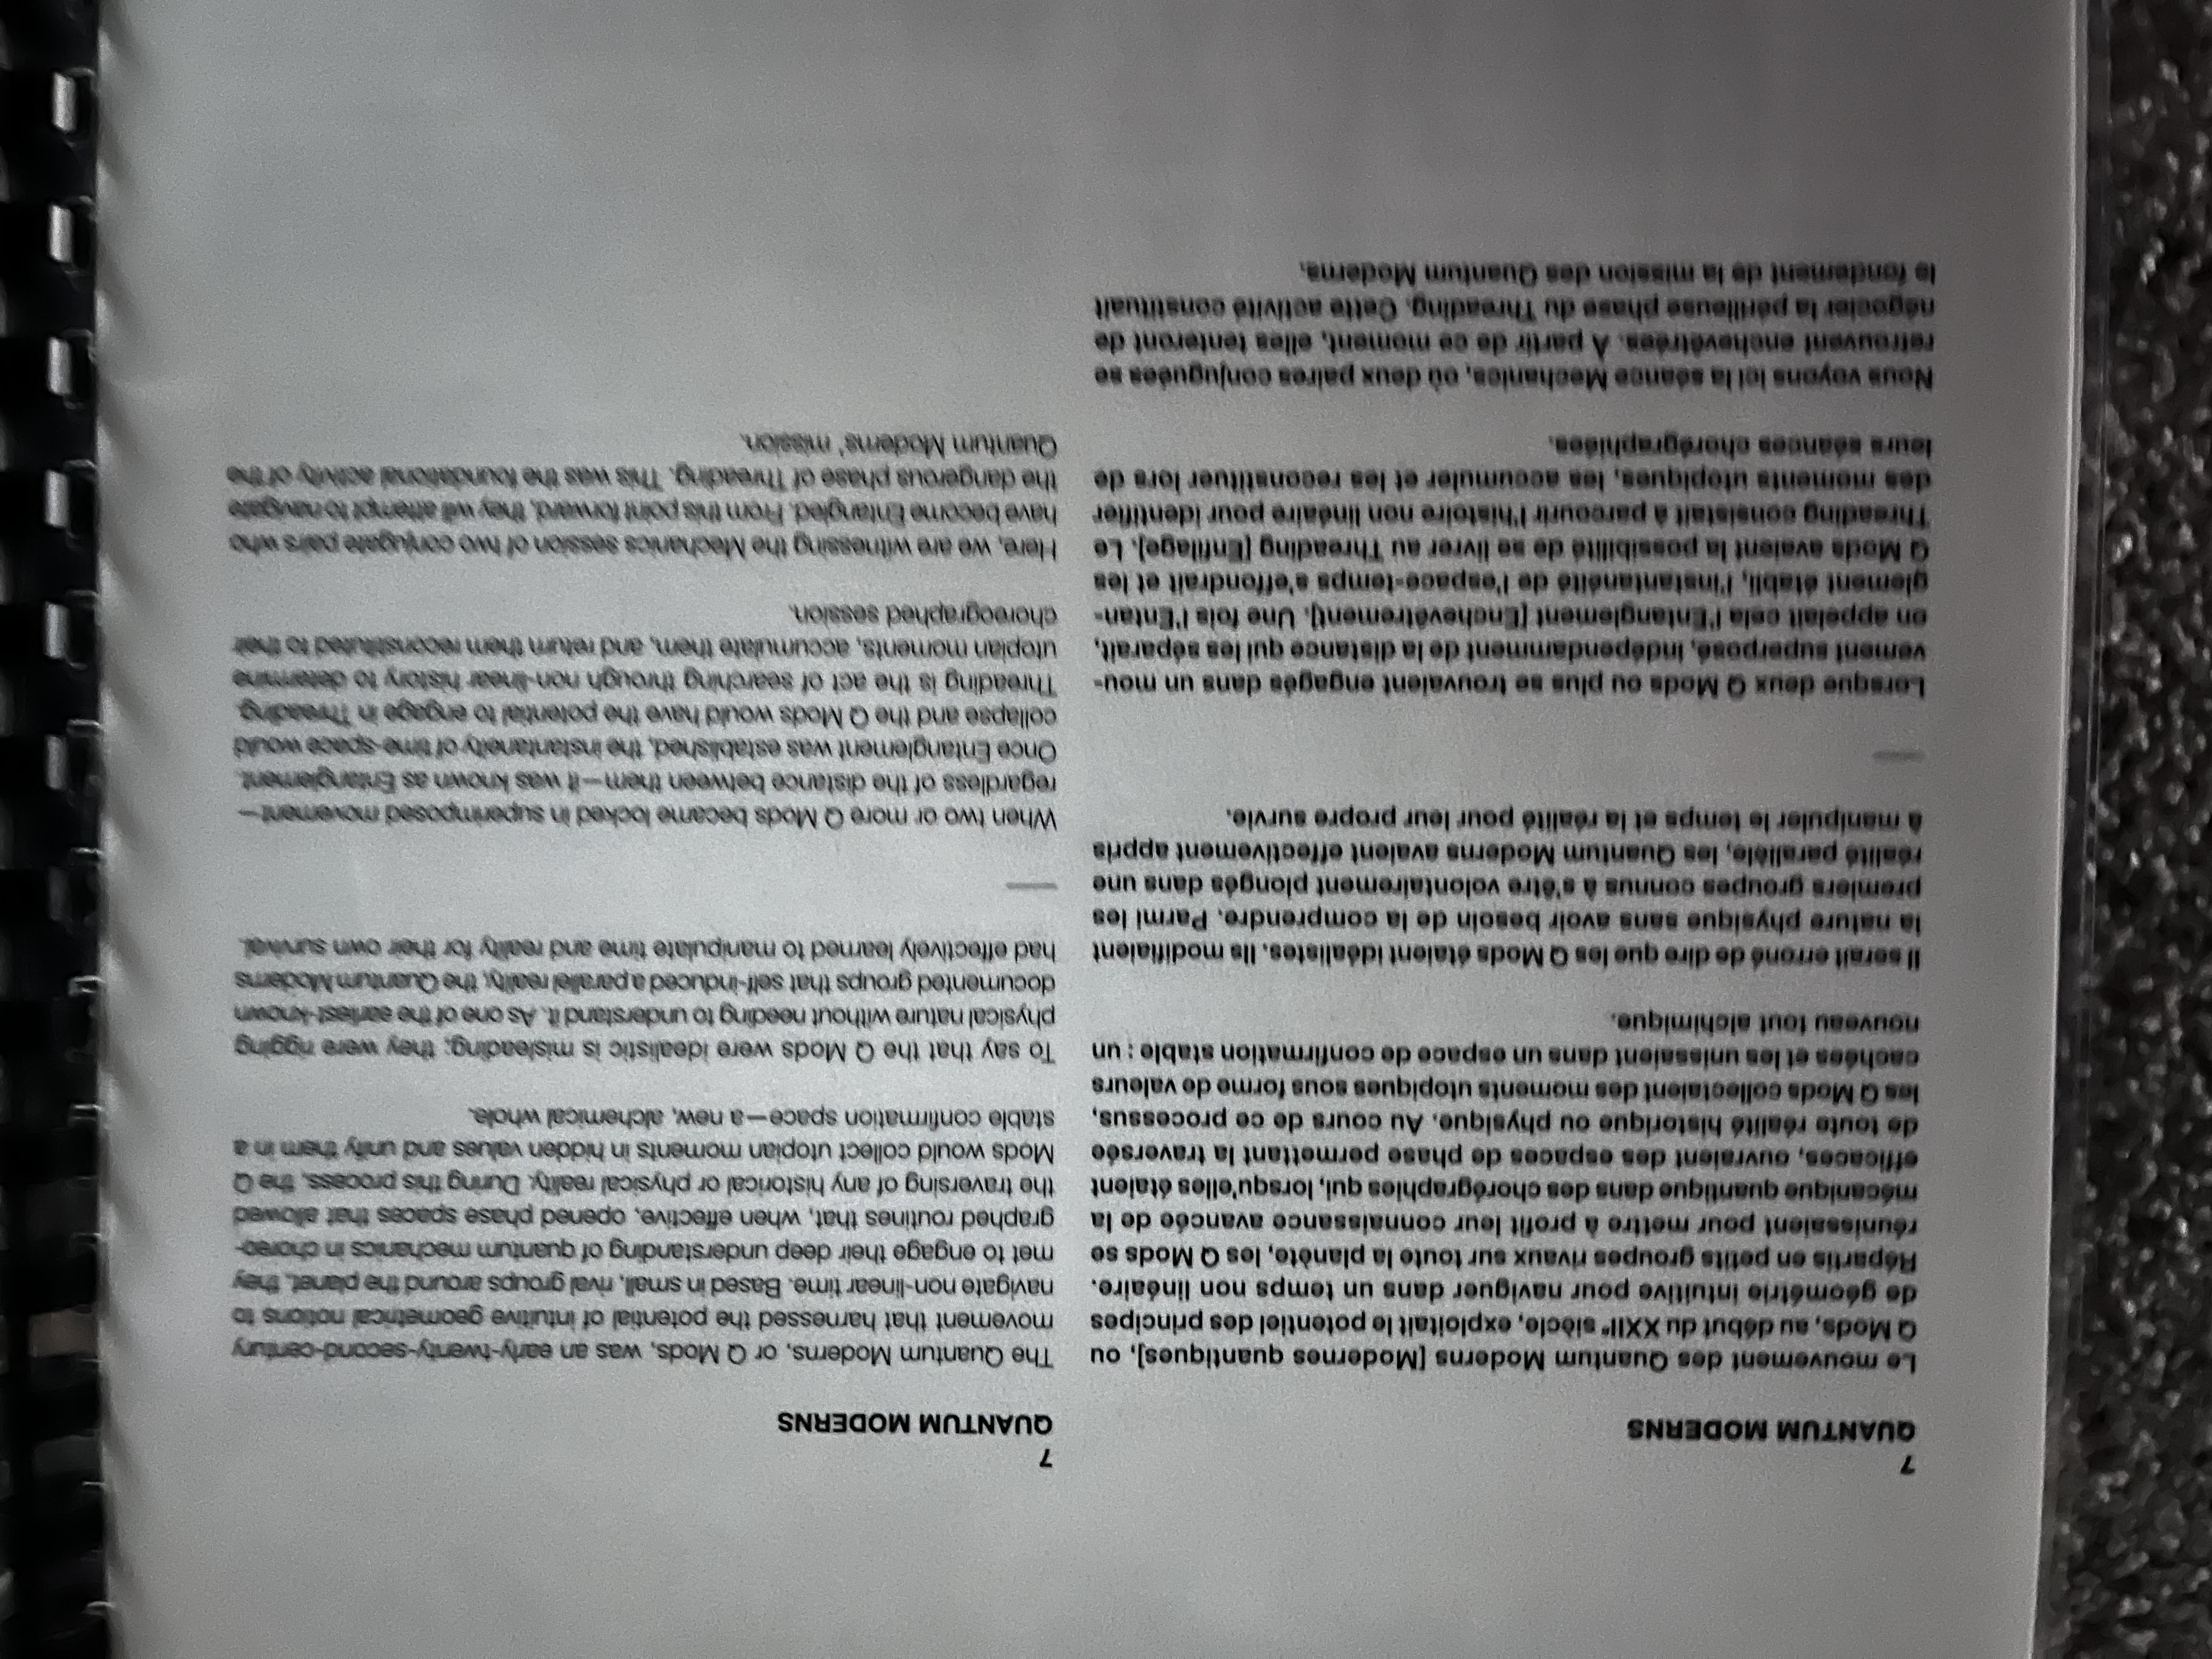 7
QUANTUM MODERNS
Le mouvement des Quantum Moderns [Modernes quantiques], ou
Q Mods, au début du XXIIᵉ siècle, exploitait le potentiel des principes
de géométrie intuitive pour naviguer dans un temps non linéaire.
Répartis en petits groupes rivaux sur toute la planète, les Q Mods se
réunissaient pour mettre à profit leur connaissance avancée de la
mécanique quantique dans des chorégraphies qui, lorsqu'elles étaient
efficaces, ouvraient des espaces de phase permettant la traversée
de toute réalité historique ou physique. Au cours de ce processus,
les Q Mods collectaient des moments utopiques sous forme de valeurs
cachées et les unissaient dans un espace de confirmation stable : un
nouveau tout alchimique.
Il serait erroné de dire que les Q Mods étaient idéalistes. Ils modifiaient
la nature physique sans avoir besoin de la comprendre. Parmi les
premiers groupes connus à s'être volontairement plongés dans une
réalité parallèle, les Quantum Moderns avaient effectivement appris
à manipuler le temps et la réalité pour leur propre survie.
Lorsque deux Q Mods ou plus se trouvaient engagés dans un mou-
vement superposé, indépendamment de la distance qui les séparait,
on appelait cela l'Entanglement [Enchevêtrement]. Une fois l'Entan-
glement établi, l'instantanéité de l'espace-temps s'effondrait et les
Q Mods avaient la possibilité de se livrer au Threading [Enfilage]. Le
Threading consistait à parcourir l'histoire non linéaire pour identifier
des moments utopiques, les accumuler et les reconstituer lors de
leurs séances chorégraphiées.
Nous voyons ici la séance Mechanics, où deux paires conjuguées se
retrouvent enchevêtrées. À partir de ce moment, elles tenteront de
négocier la périlleuse phase du Threading. Cette activité constituait
le fondement de la mission des Quantum Moderns.
7
QUANTUM MODERNS
The Quantum Moderns, or Q Mods, was an early-twenty-second-century
movement that harnessed the potential of intuitive geometrical notions to
navigate non-linear time. Based in small, rival groups around the planet, they
met to engage their deep understanding of quantum mechanics in choreo-
graphed routines that, when effective, opened phase spaces that allowed
the traversing of any historical or physical reality. During this process, the Q
Mods would collect utopian moments in hidden values and unify them in a
stable confirmation space—a new, alchemical whole.
To say that the Q Mods were idealistic is misleading; they were rigging
physical nature without needing to understand it. As one of the earliest-known
documented groups that self-induced a parallel reality, the Quantum Moderns
had effectively learned to manipulate time and reality for their own survival.
When two or more Q Mods became locked in superimposed movement—
regardless of the distance between them—it was known as Entanglement.
Once Entanglement was established, the instantaneity of time-space would
collapse and the Q Mods would have the potential to engage in Threading.
Threading is the act of searching through non-linear history to determine
utopian moments, accumulate them, and return them reconstituted to their
choreographed session.
Here, we are witnessing the Mechanics session of two conjugate pairs who
have become Entangled. From this point forward, they will attempt to navigate
the dangerous phase of Threading. This was the foundational activity of the
Quantum Moderns' mission.